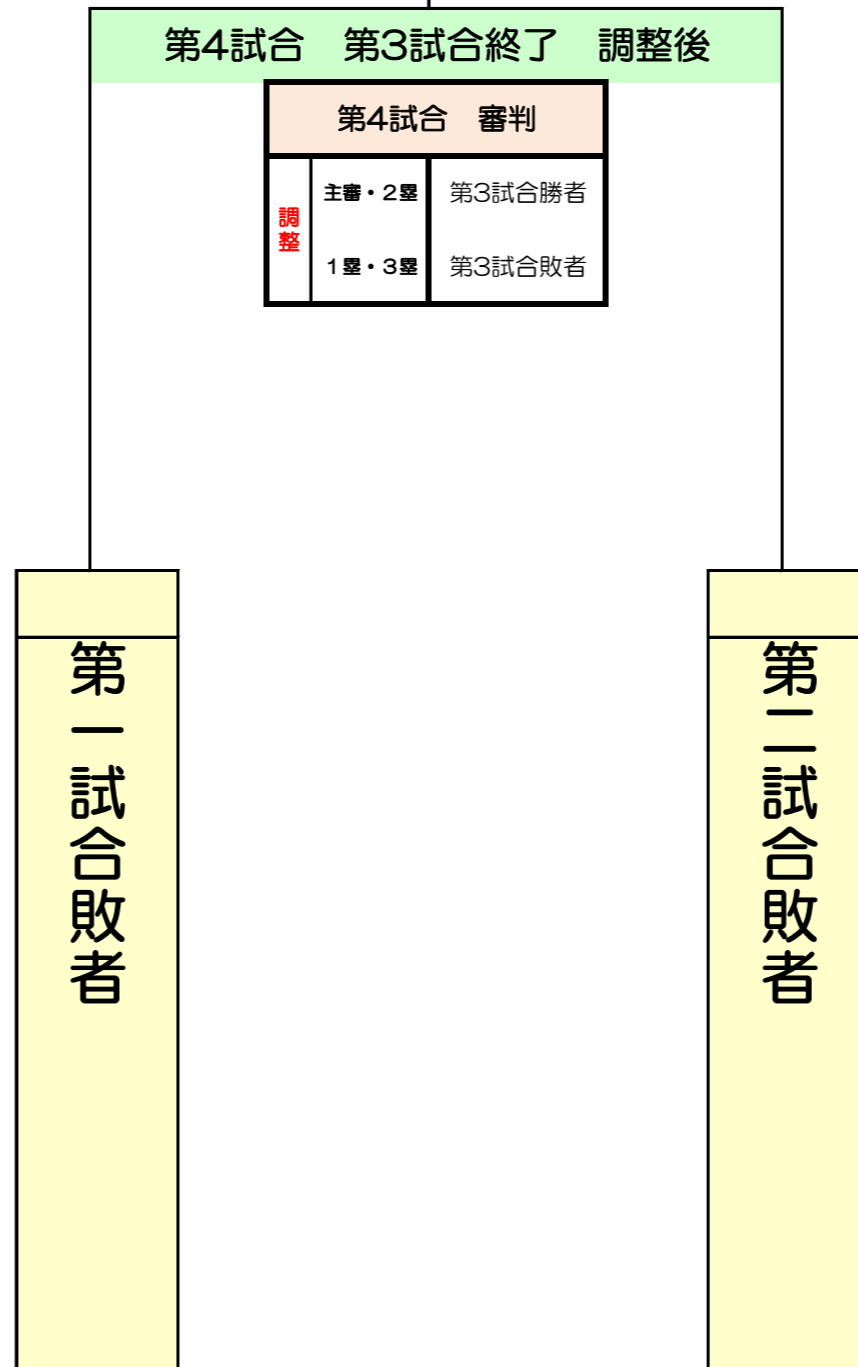 第4試合　第3試合終了　調整後
第4試合　審判
調整
主審・２塁
第3試合勝者
１塁・３塁
第3試合敗者
第一試合敗者
第二試合敗者